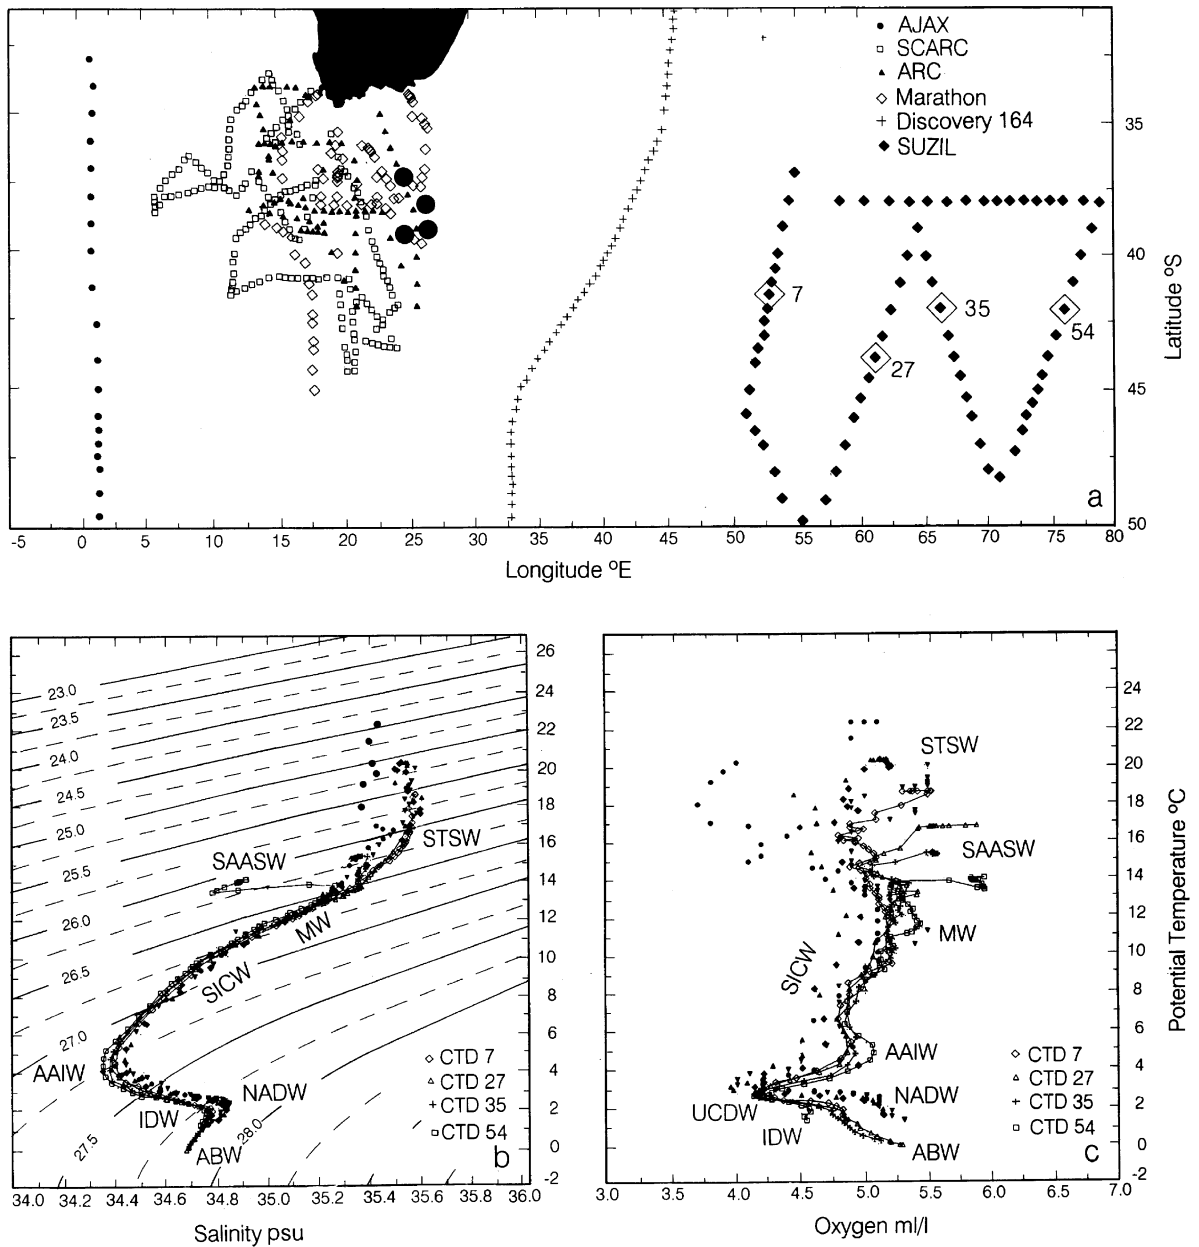 AJAX
SCARC
ARC
Marathon
Discovery 164
SUZIL
35
40
45
50
Latitude ºS
7
35
54
27
a
-5 0 5 10 15 20 25 30 35 40 45 50 55 60 65 70 75 80
Longitude ºE
26
24
22
20
18
16
14
12
10
8
6
4
2
0
-2
23.0
23.5
24.0
24.5
25.0
25.5
26.0
26.5
27.0
27.5
28.0
STSW
SAASW
MW
SICW
AAIW
NADW
IDW
ABW
CTD 7
CTD 27
CTD 35
CTD 54
b
34.0 34.4 34.6 34.8 35.0 35.2 35.4 35.6 35.8 36.0
Salinity psu
24
22
20
18
16
14
12
10
8
6
4
2
0
-2
Potential Temperature ºC
STSW
SAASW
MW
SICW
AAIW
NADW
UCDW
IDW
ABW
CTD 7
CTD 27
CTD 35
CTD 54
c
3.0 4.0 4.5 5.0 5.5 6.0 6.5 7.0
Oxygen ml/l